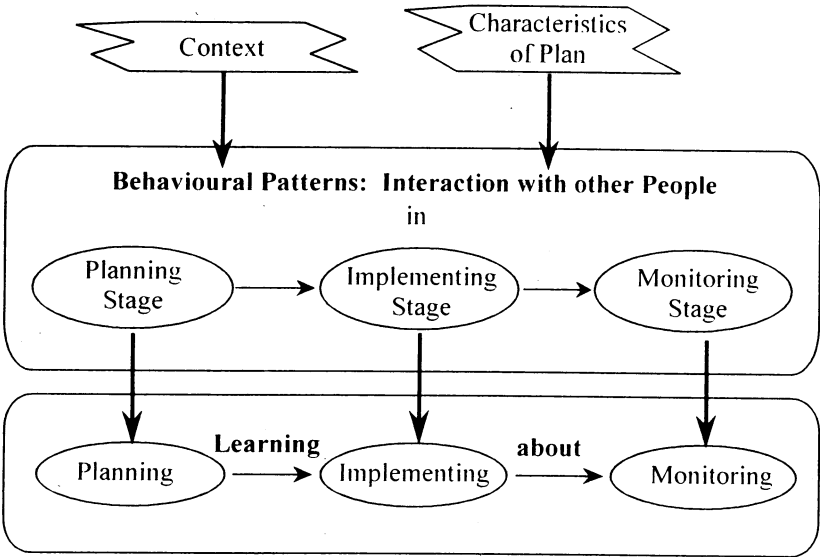 Context
Characteristics
of Plan
Behavioural Patterns: Interaction with other People
in
Planning
Stage
Implementing
Stage
Monitoring
Stage
Learning
about
Planning
Implementing
Monitoring